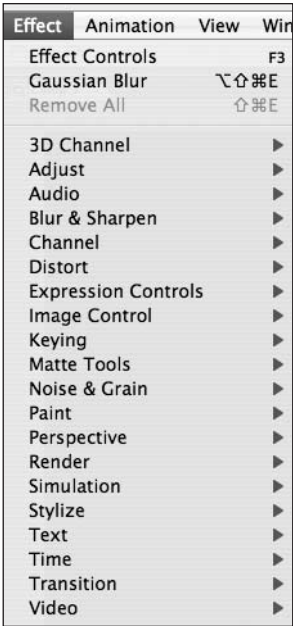 Effect Animation View Win
Effect Controls F3
Gaussian Blur ⌥⇧⌘E
Remove All ⇧⌘E
3D Channel
Adjust
Audio
Blur & Sharpen
Channel
Distort
Expression Controls
Image Control
Keying
Matte Tools
Noise & Grain
Paint
Perspective
Render
Simulation
Stylize
Text
Time
Transition
Video